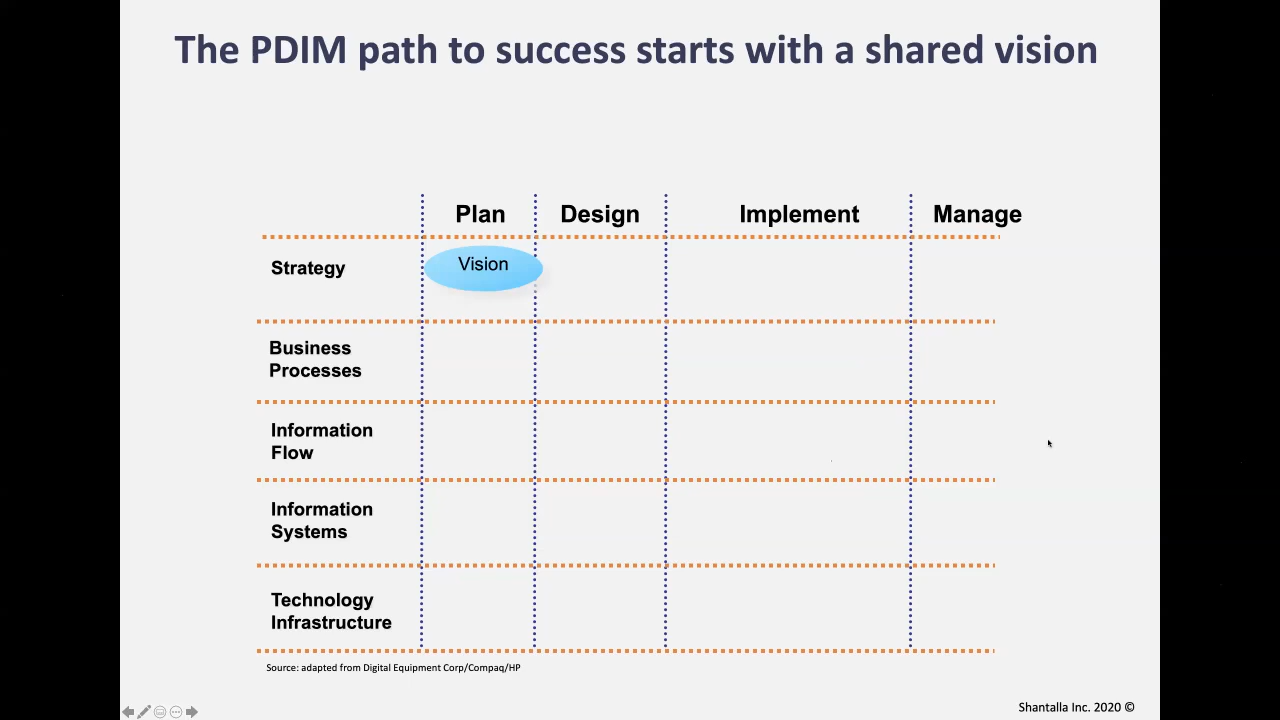 The PDIM path to success starts with a shared vision
Plan Design Implement Manage
Strategy
Vision
Business
Processes
Information
Flow
Information
Systems
Technology
Infrastructure
Source: adapted from Digital Equipment Corp/Compaq/HP
Shantalla Inc. 2020 ©